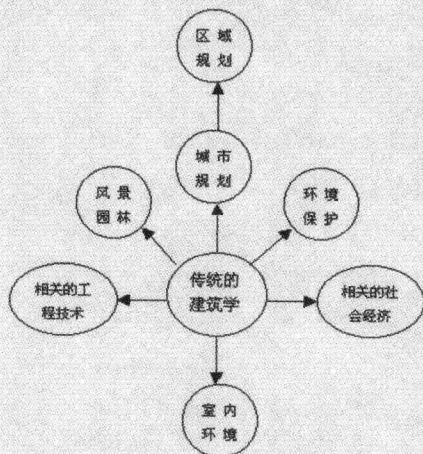 区域
规划
城市
规划
风景
园林
环境
保护
传统的
建筑学
相关的工
程技术
相关的社
会经济
室内
环境